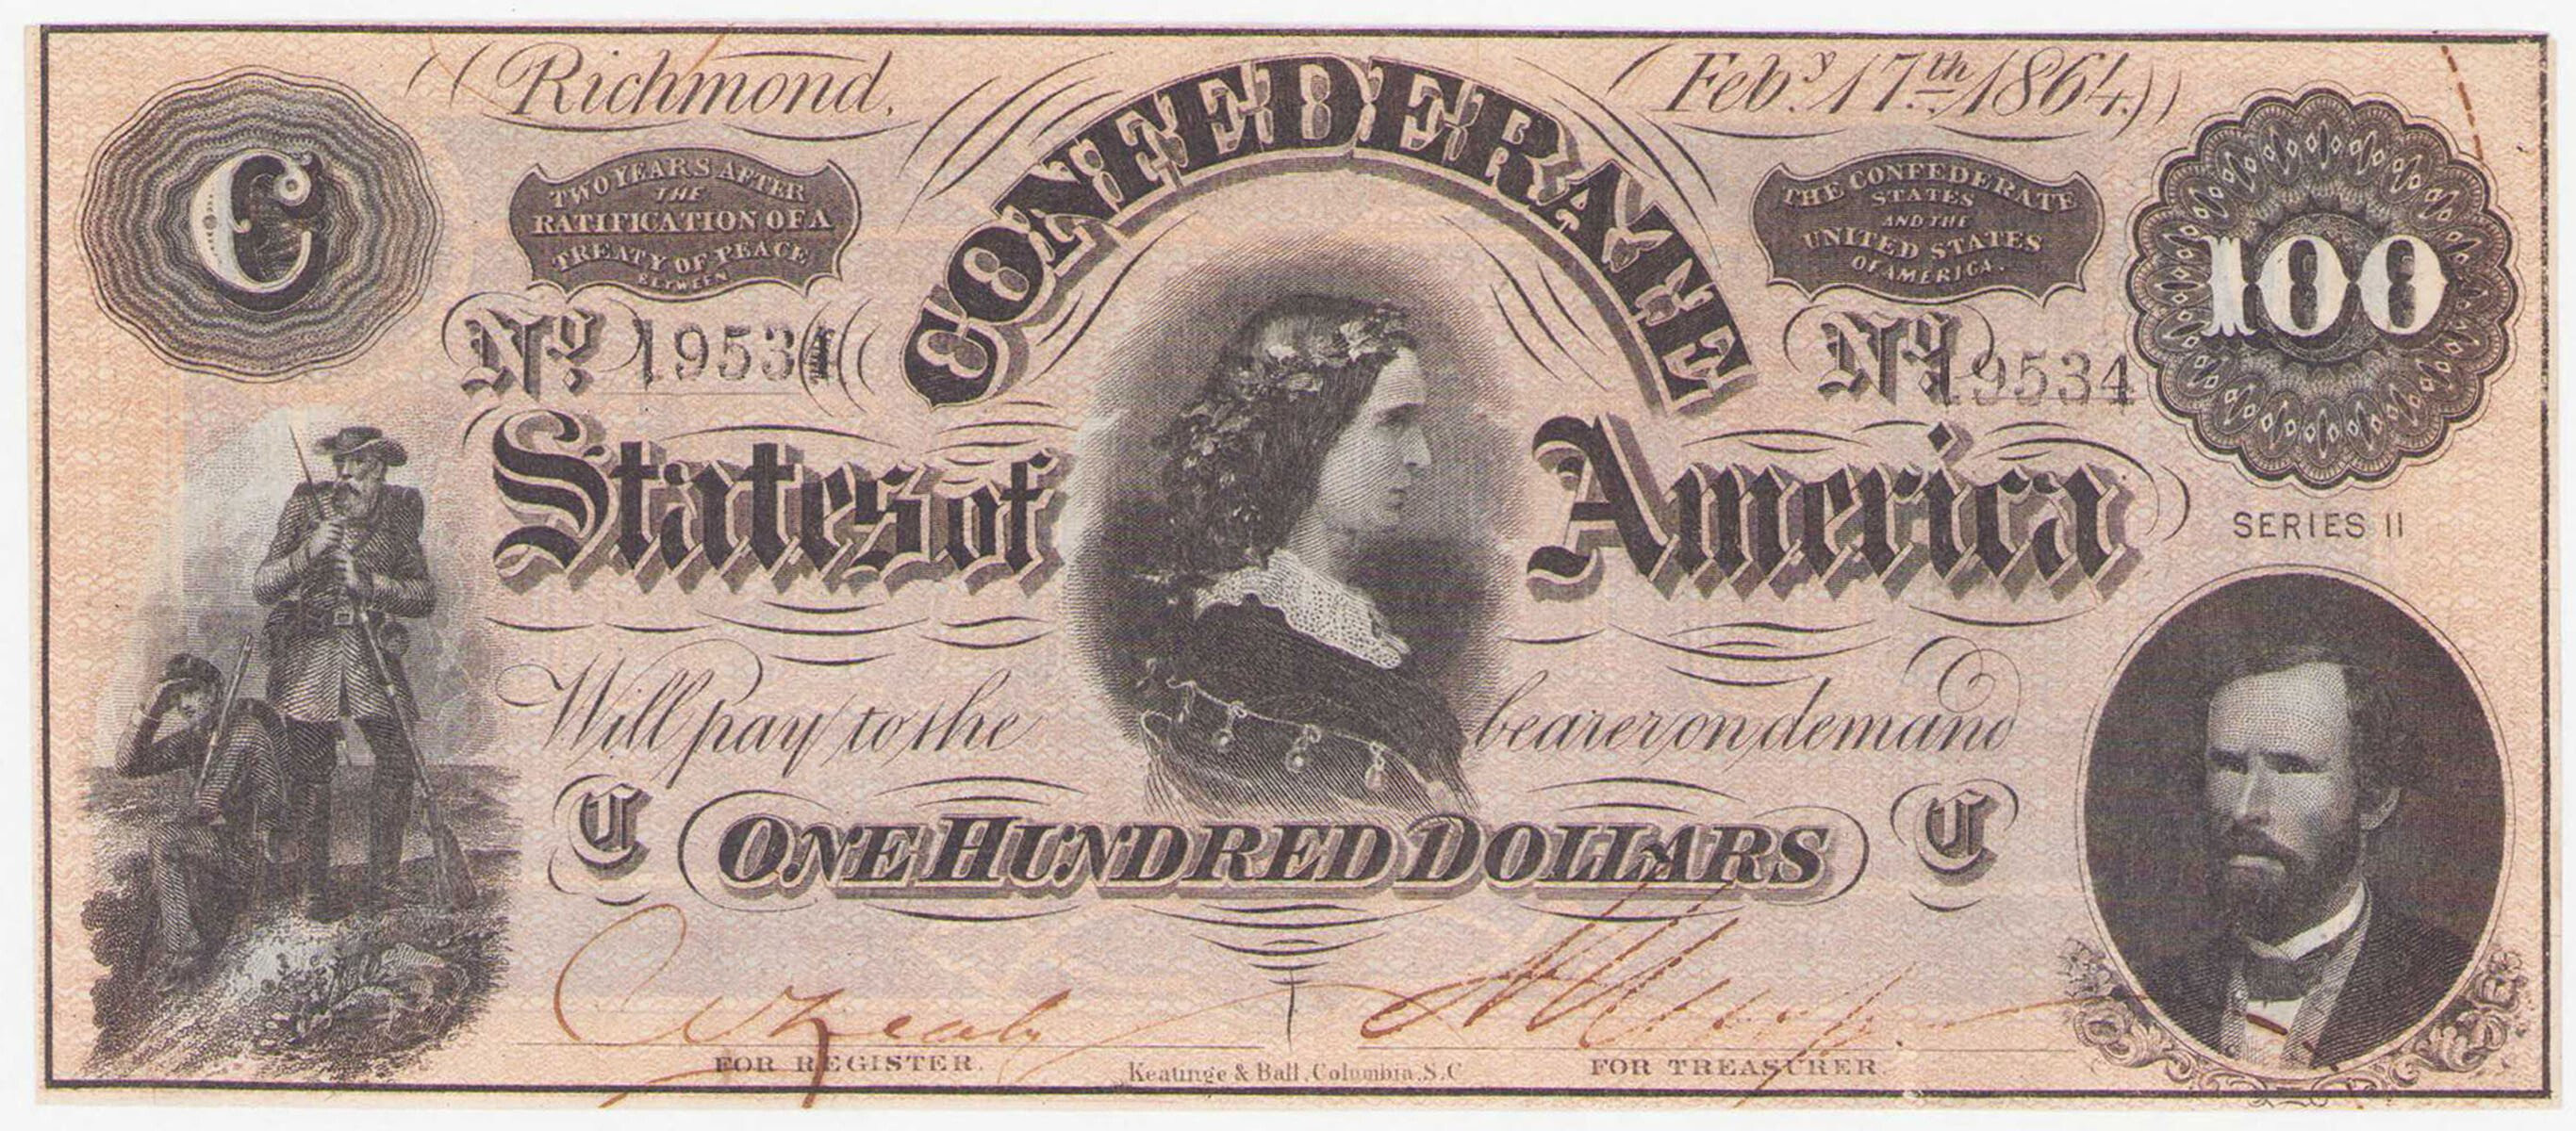 Richmond, Feby. 17th 1864.
C
TWO YEARS AFTER
THE
RATIFICATION OF A
TREATY OF PEACE
BETWEEN
THE CONFEDERATE
STATES
AND THE
UNITED STATES
OF AMERICA.
100
CONFEDERATE
No. 19534
No. 19534
States of America
SERIES II
Will pay to the bearer on demand
C ONE HUNDRED DOLLARS C
FOR REGISTER.
Keatinge & Ball, Columbia, S.C
FOR TREASURER.